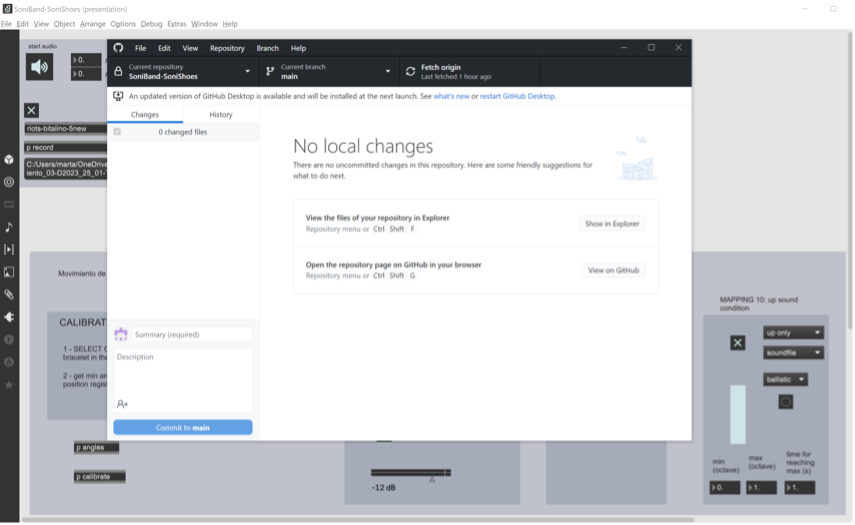 SoniBand-SoniShoes (presentation)
File Edit View Object Arrange Options Debug Extras Window Help
start audio
0.
0.
riots-bitalino-5new
p record
C:/Users/marta/OneDrive
iento_03-D2023_25_01-
File Edit View Repository Branch Help
Current repository
SoniBand-SoniShoes
Current branch
main
Fetch origin
Last fetched 1 hour ago
An updated version of GitHub Desktop is available and will be installed at the next launch. See what's new or restart GitHub Desktop.
Changes
History
0 changed files
No local changes
There are no uncommitted changes in this repository. Here are some friendly suggestions for
what to do next.
View the files of your repository in Explorer
Repository menu or Ctrl Shift F
Show in Explorer
Open the repository page on GitHub in your browser
Repository menu or Ctrl Shift G
View on GitHub
Summary (required)
Description
Commit to main
Movimiento de
CALIBRAT
1 - SELECT
bracelet in the
2 - get min an
position regist
p angles
p calibrate
-12 dB
MAPPING 10: up sound
condition
up only
soundfile
ballistic
min
(octave)
max
(octave)
time for
reaching
max (s)
0.
1.
1.